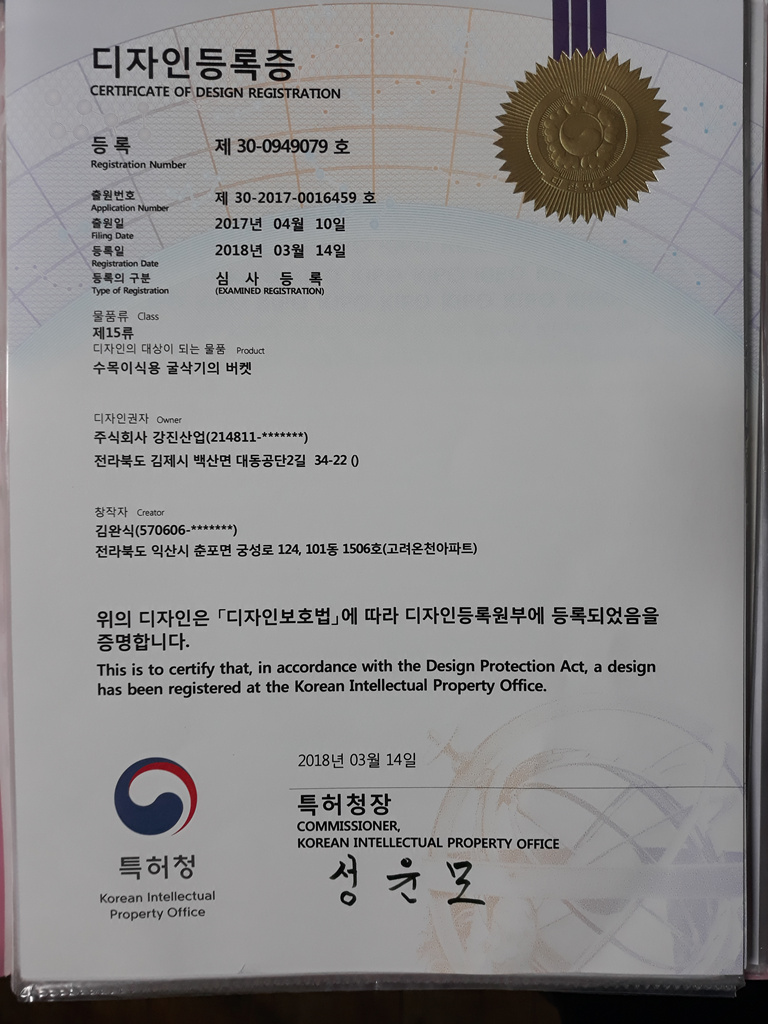 디자인등록증
CERTIFICATE OF DESIGN REGISTRATION
등 록 제 30-0949079 호
Registration Number
출원번호 제 30-2017-0016459 호
Application Number
출원일 2017년 04월 10일
Filing Date
등록일 2018년 03월 14일
Registration Date
등록의 구분 심 사 등 록
Type of Registration (EXAMINED REGISTRATION)
물품류 Class
제15류
디자인의 대상이 되는 물품 Product
수목이식용 굴삭기의 버켓
디자인권자 Owner
주식회사 강진산업(214811-*******)
전라북도 김제시 백산면 대동공단2길 34-22 ()
창작자 Creator
김완식(570606-*******)
전라북도 익산시 춘포면 궁성로 124, 101동 1506호(고려온천아파트)
위의 디자인은 「디자인보호법」에 따라 디자인등록원부에 등록되었음을
증명합니다.
This is to certify that, in accordance with the Design Protection Act, a design
has been registered at the Korean Intellectual Property Office.
2018년 03월 14일
특허청장
COMMISSIONER,
KOREAN INTELLECTUAL PROPERTY OFFICE
성윤모
특허청
Korean Intellectual
Property Office